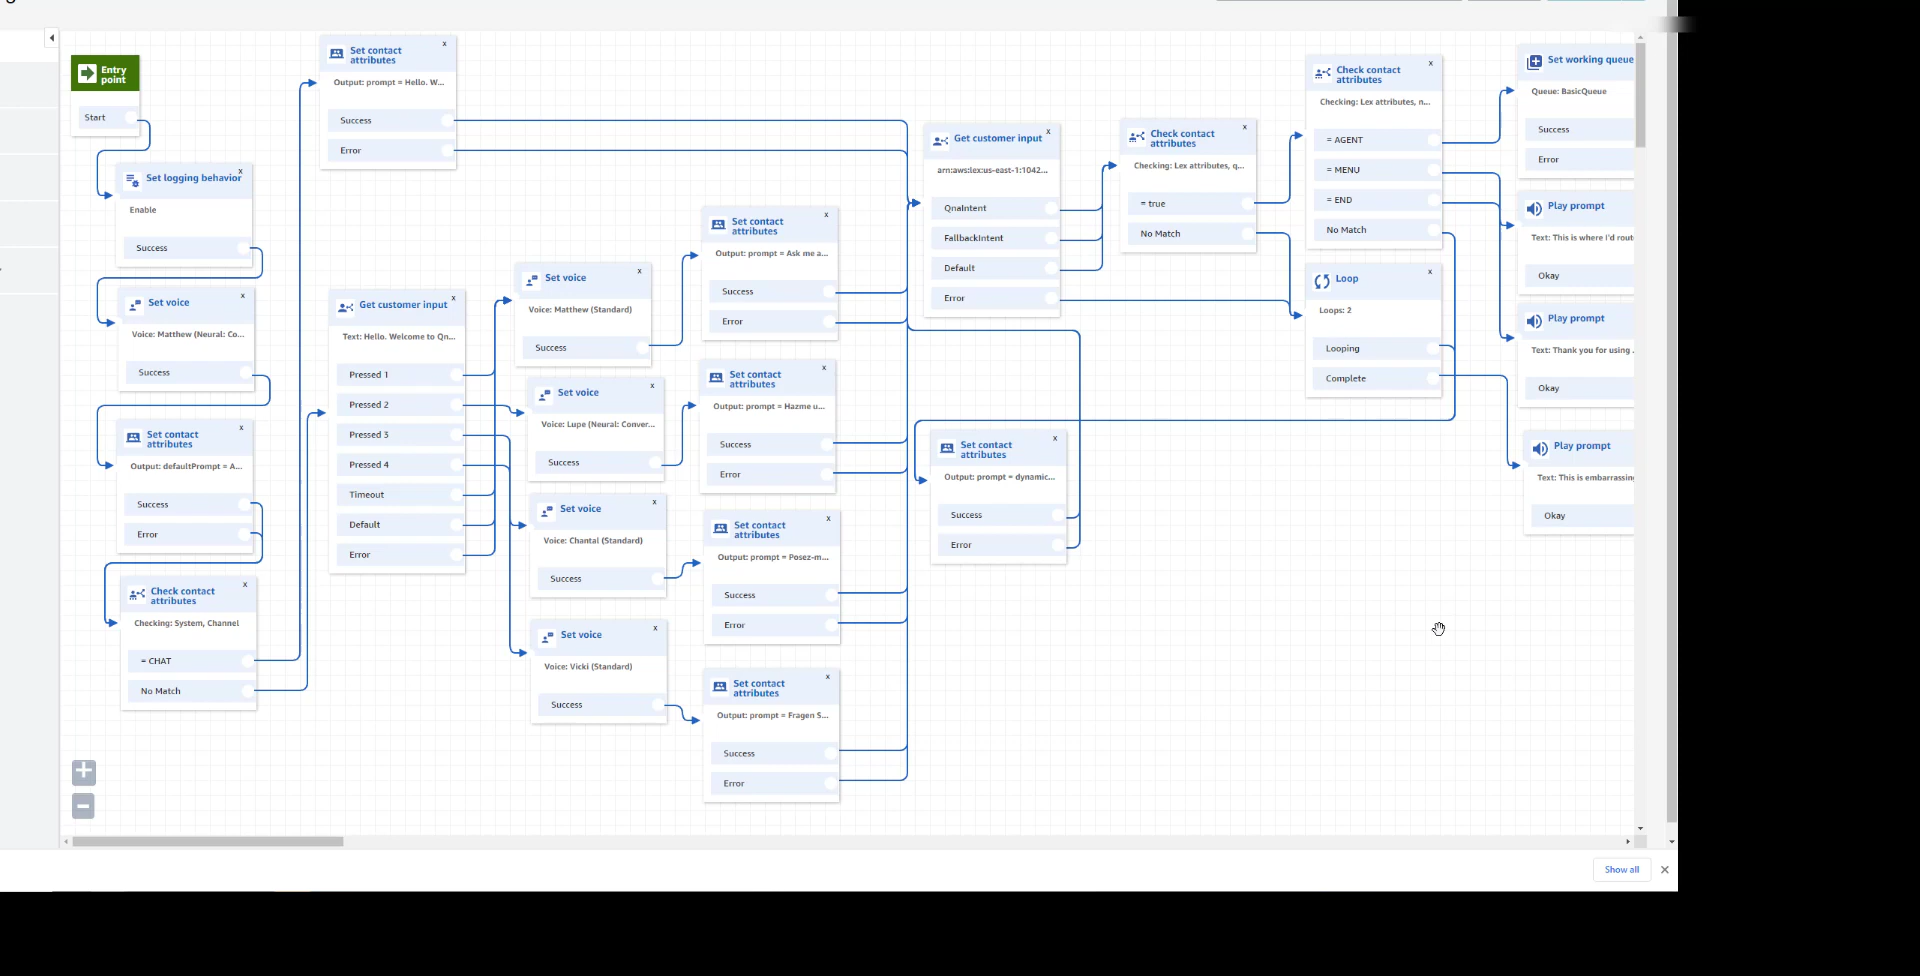 Entry
point
Start
Set logging behavior
x
Enable
Success
Set voice
x
Voice: Matthew (Neural: Co...
Success
Set contact
attributes
x
Output: defaultPrompt = A...
Success
Error
Check contact
attributes
x
Checking: System, Channel
= CHAT
No Match
Set contact
attributes
x
Output: prompt = Hello. W...
Success
Error
Get customer input
x
Text: Hello. Welcome to Qn...
Pressed 1
Pressed 2
Pressed 3
Pressed 4
Timeout
Default
Error
Set voice
x
Voice: Matthew (Standard)
Success
Set voice
x
Voice: Lupe (Neural: Conver...
Success
Set voice
x
Voice: Chantal (Standard)
Success
Set voice
x
Voice: Vicki (Standard)
Success
Set contact
attributes
x
Output: prompt = Ask me a...
Success
Error
Set contact
attributes
x
Output: prompt = Hazme u...
Success
Error
Set contact
attributes
x
Output: prompt = Posez-m...
Success
Error
Set contact
attributes
x
Output: prompt = Fragen S...
Success
Error
Get customer input
x
arn:aws:lex:us-east-1:1042...
QnaIntent
FallbackIntent
Default
Error
Set contact
attributes
x
Output: prompt = dynamic...
Success
Error
Check contact
attributes
x
Checking: Lex attributes, q...
= true
No Match
Check contact
attributes
x
Checking: Lex attributes, n...
= AGENT
= MENU
= END
No Match
Loop
x
Loops: 2
Looping
Complete
Set working queue
Queue: BasicQueue
Success
Error
Play prompt
Text: This is where I'd rout
Okay
Play prompt
Text: Thank you for using .
Okay
Play prompt
Text: This is embarrassing
Okay
Show all